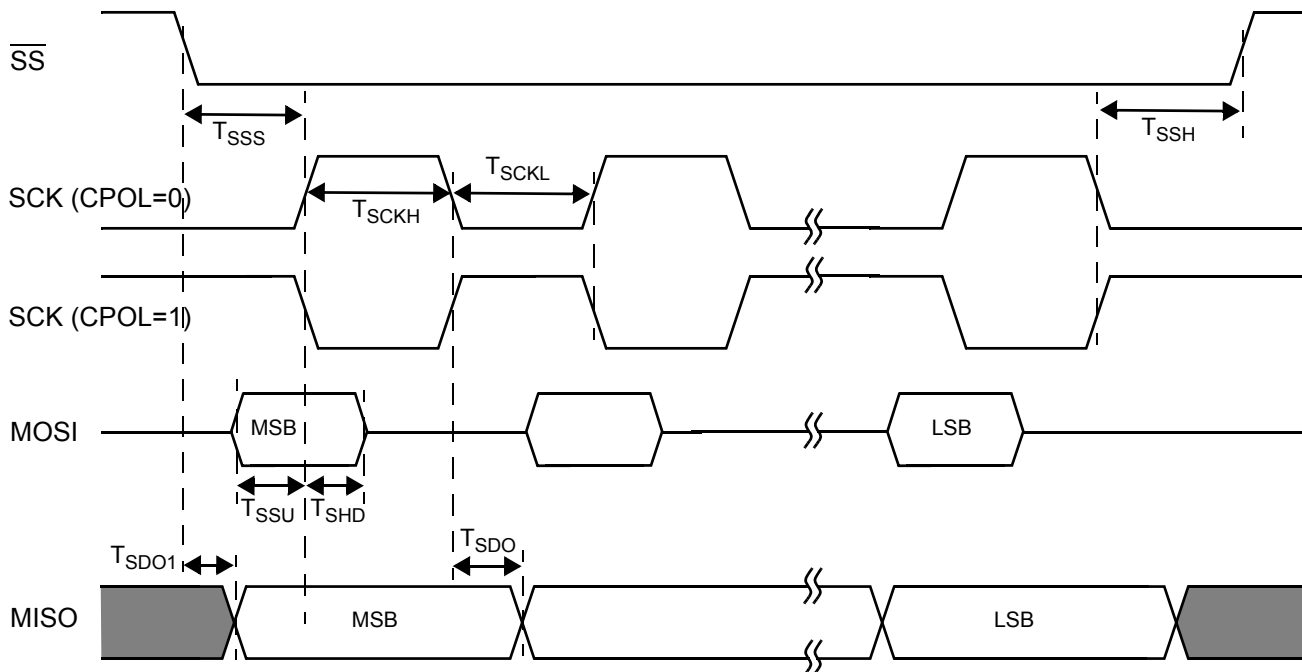 SS
TSSS
TSSH
SCK (CPOL=0)
TSCKH
TSCKL
SCK (CPOL=1)
MOSI
MSB
LSB
TSSU
TSHD
TSDO1
TSDO
MISO
MSB
LSB